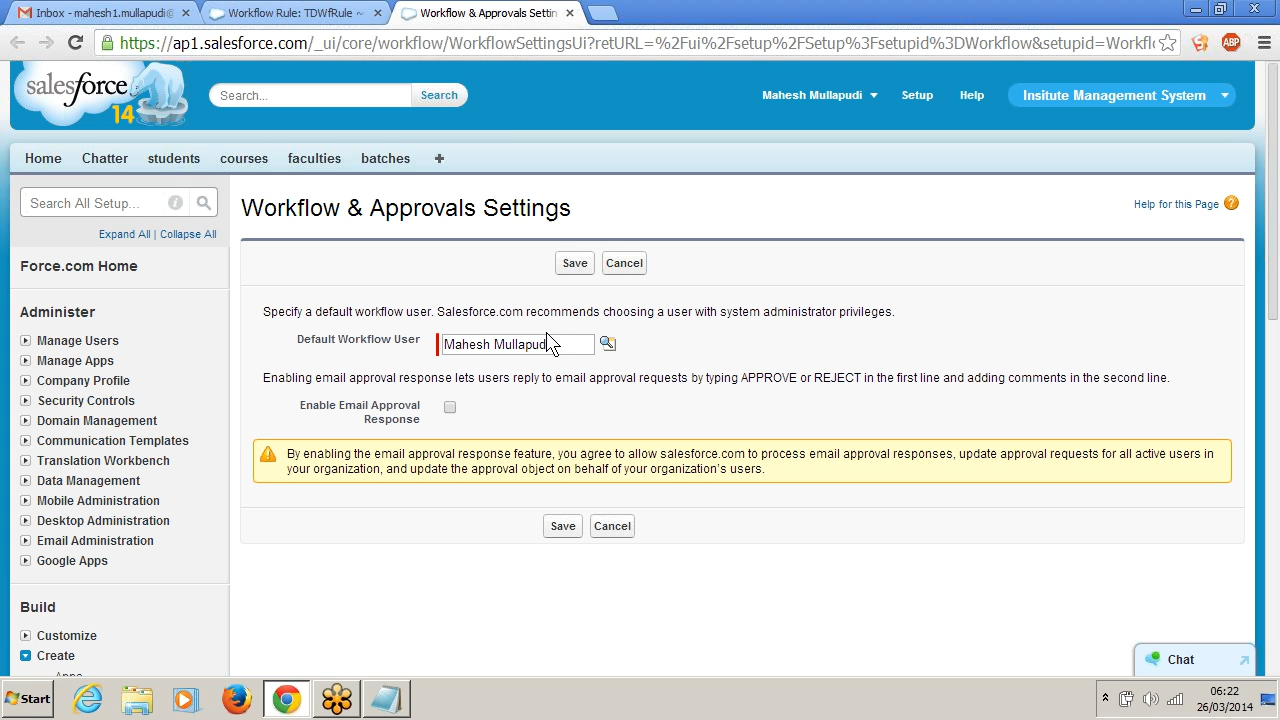 Inbox - mahesh1.mullapudi@
Workflow Rule: TDWfRule ~
Workflow & Approvals Settin
https://ap1.salesforce.com/_ui/core/workflow/WorkflowSettingsUi?retURL=%2Fui%2Fsetup%2FSetup%3Fsetupid%3DWorkflow&setupid=Workfl
ABP
salesforce
14
Search...
Search
Mahesh Mullapudi
Setup
Help
Insitute Management System
Home
Chatter
students
courses
faculties
batches
+
Search All Setup...
Expand All | Collapse All
Force.com Home
Administer
Manage Users
Manage Apps
Company Profile
Security Controls
Domain Management
Communication Templates
Translation Workbench
Data Management
Mobile Administration
Desktop Administration
Email Administration
Google Apps
Build
Customize
Create
Workflow & Approvals Settings
Help for this Page
Save
Cancel
Specify a default workflow user. Salesforce.com recommends choosing a user with system administrator privileges.
Default Workflow User
Mahesh Mullapud
Enabling email approval response lets users reply to email approval requests by typing APPROVE or REJECT in the first line and adding comments in the second line.
Enable Email Approval
Response
By enabling the email approval response feature, you agree to allow salesforce.com to process email approval responses, update approval requests for all active users in
your organization, and update the approval object on behalf of your organization's users.
Save
Cancel
Chat
Start
06:22
26/03/2014